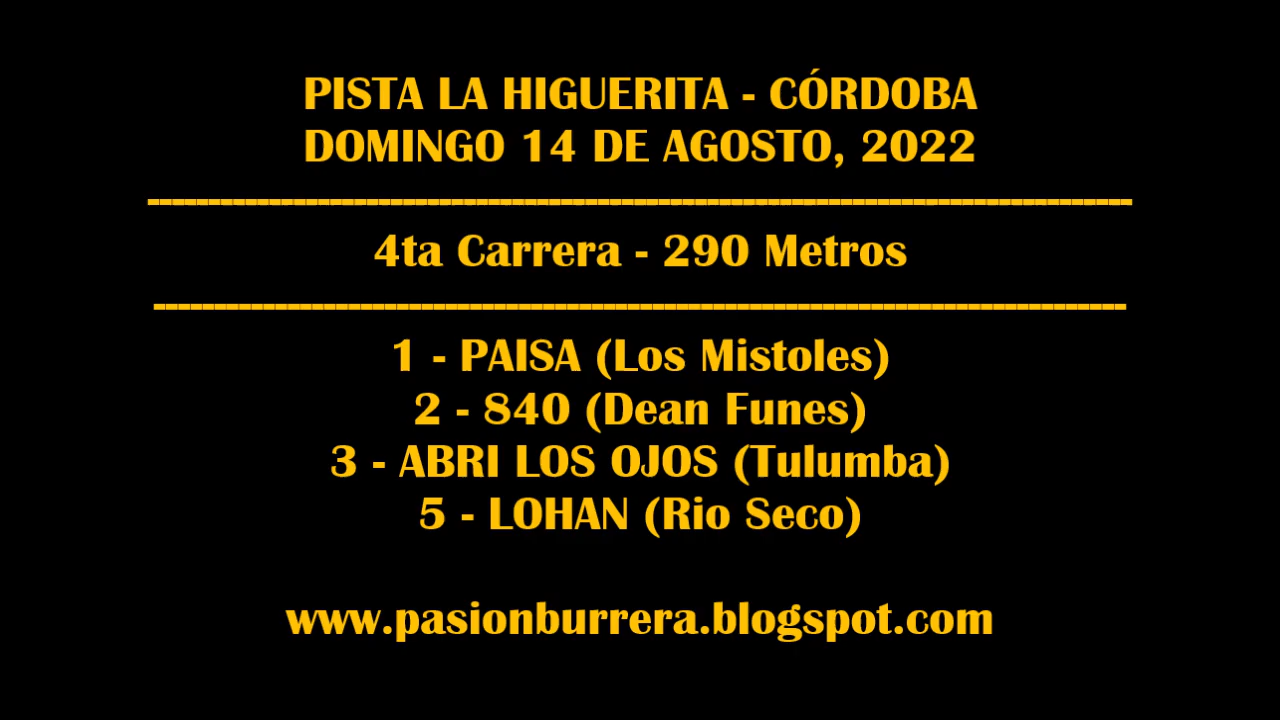 PISTA LA HIGUERITA - CÓRDOBA
DOMINGO 14 DE AGOSTO, 2022
--------------------------------------------------------------------------------
4ta Carrera - 290 Metros
-------------------------------------------------------------------------------
1 - PAISA (Los Mistoles)
2 - 840 (Dean Funes)
3 - ABRI LOS OJOS (Tulumba)
5 - LOHAN (Rio Seco)
www.pasionburrera.blogspot.com